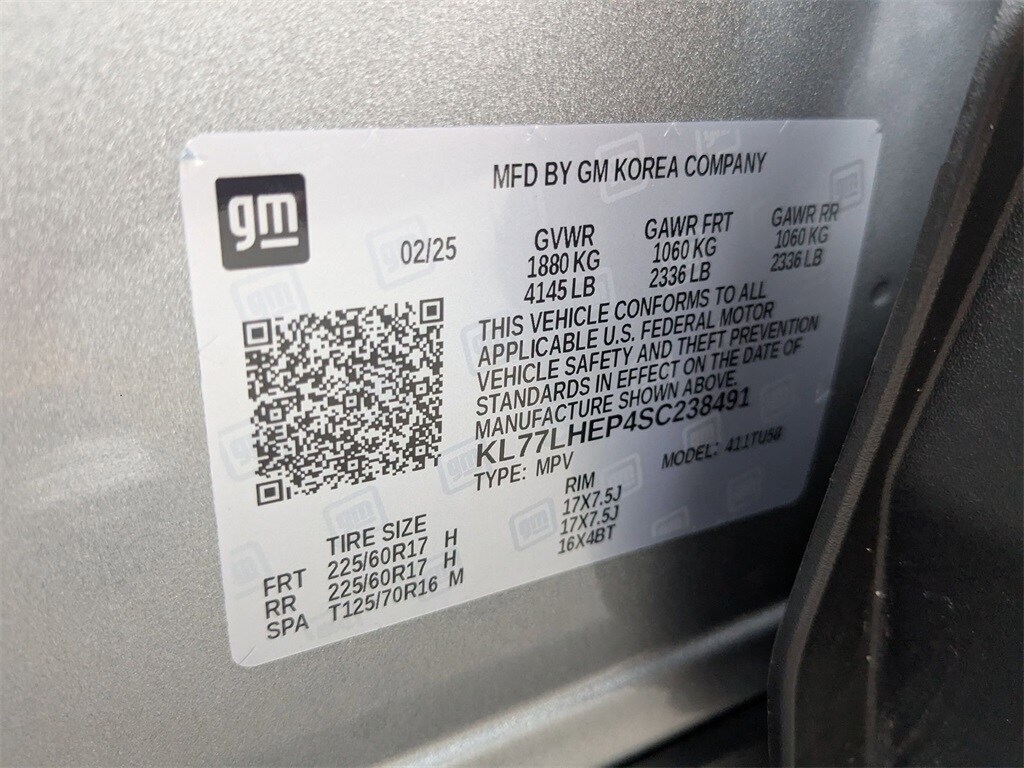 gm
MFD BY GM KOREA COMPANY
02/25
GVWR GAWR FRT GAWR RR
1880 KG 1060 KG 1060 KG
4145 LB 2336 LB 2336 LB
THIS VEHICLE CONFORMS TO ALL
APPLICABLE U.S. FEDERAL MOTOR
VEHICLE SAFETY AND THEFT PREVENTION
STANDARDS IN EFFECT ON THE DATE OF
MANUFACTURE SHOWN ABOVE.
KL77LHEP4SC238491
TYPE: MPV MODEL: 411TU58
TIRE SIZE RIM
FRT 225/60R17 H 17X7.5J
RR 225/60R17 H 17X7.5J
SPA T125/70R16 M 16X4BT